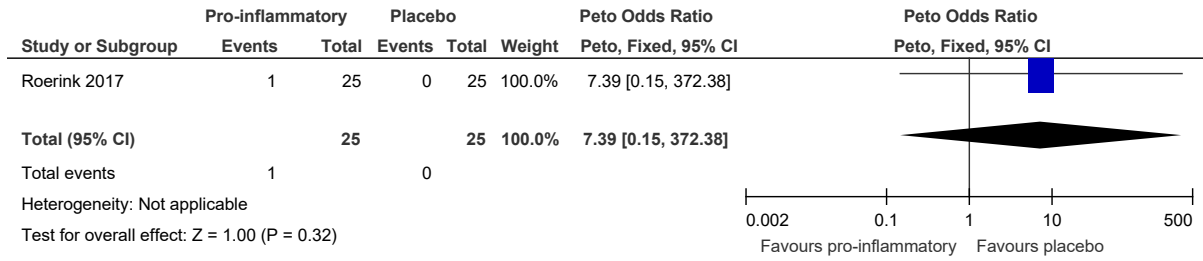 Pro-inflammatory Placebo Peto Odds Ratio Peto Odds Ratio
Study or Subgroup Events Total Events Total Weight Peto, Fixed, 95% CI Peto, Fixed, 95% CI
Roerink 2017 1 25 0 25 100.0% 7.39 [0.15, 372.38]
Total (95% CI) 25 25 100.0% 7.39 [0.15, 372.38]
Total events 1 0
Heterogeneity: Not applicable
Test for overall effect: Z = 1.00 (P = 0.32)
0.002 0.1 1 10 500
Favours pro-inflammatory Favours placebo